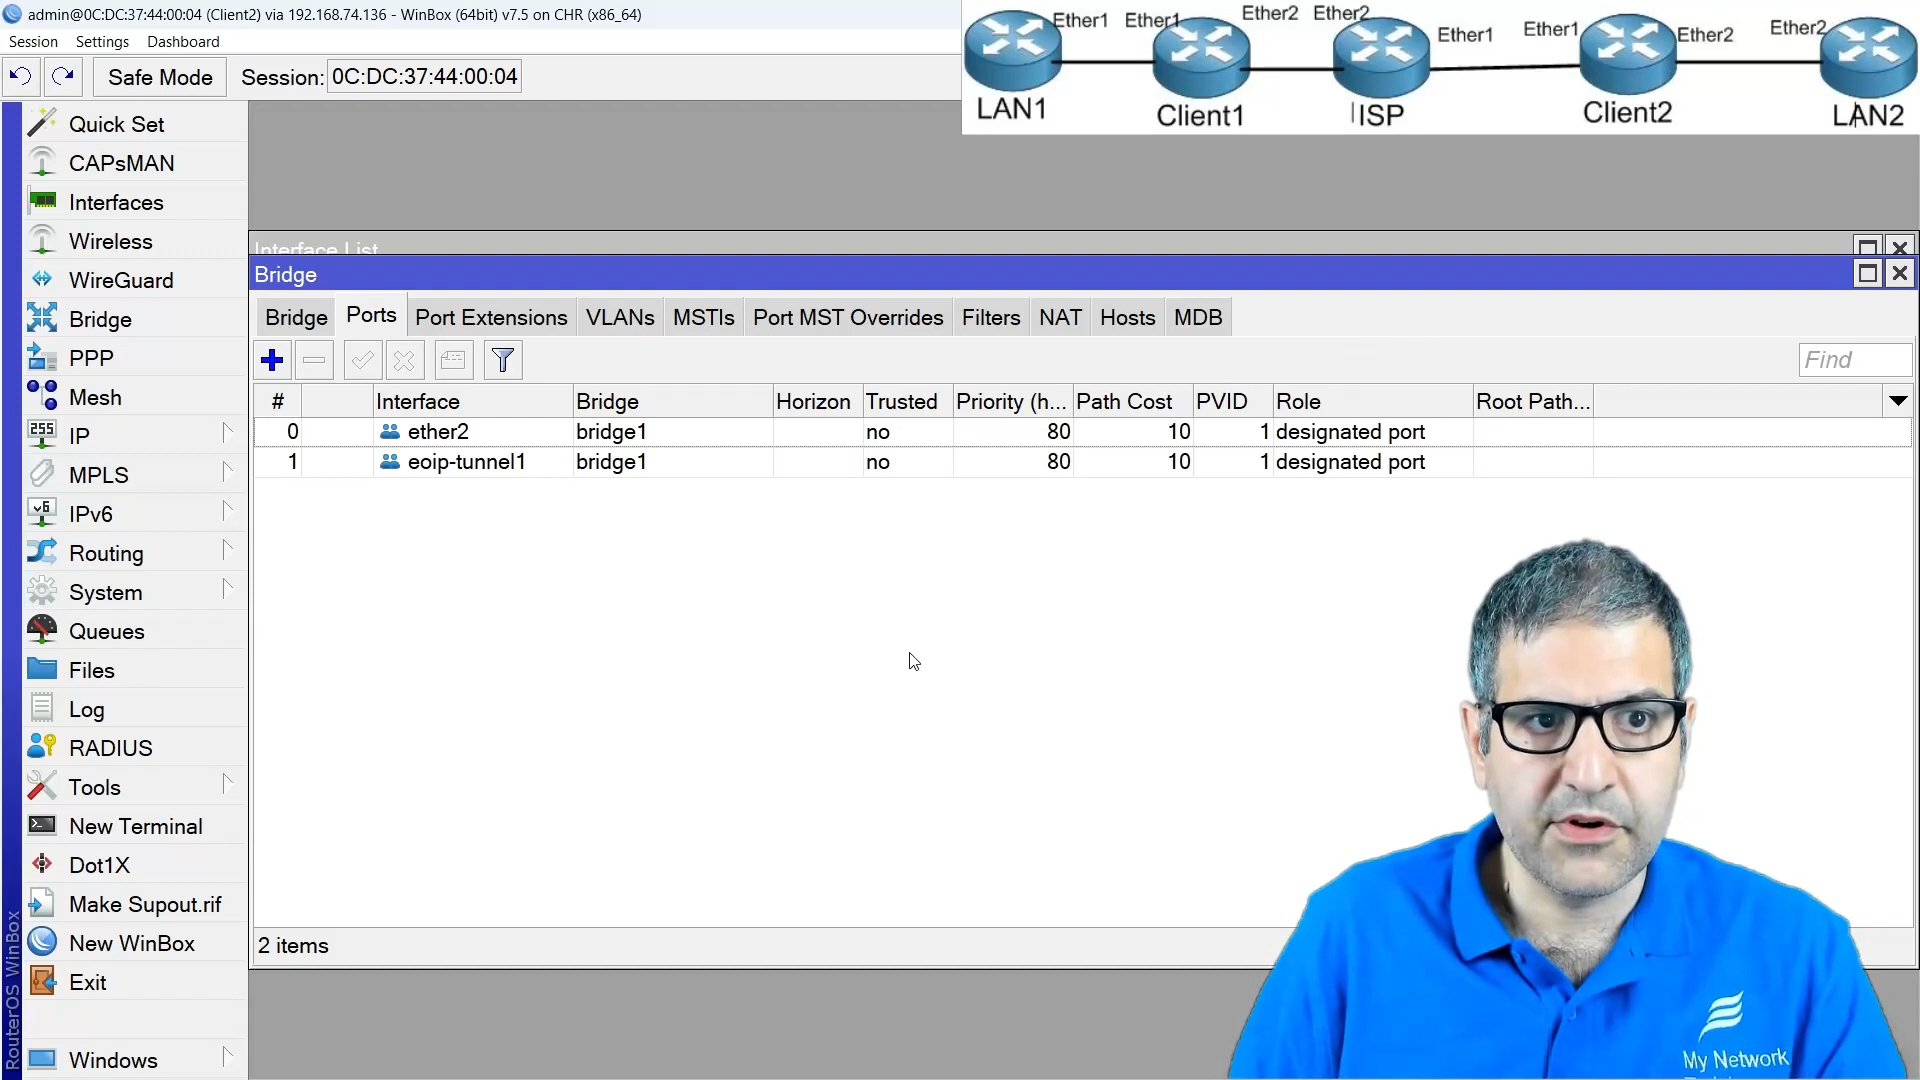 admin@0C:DC:37:44:00:04 (Client2) via 192.168.74.136 - WinBox (64bit) v7.5 on CHR (x86_64)
Session Settings Dashboard
Safe Mode Session: 0C:DC:37:44:00:04
Ether1 Ether1 Ether2 Ether2 Ether1 Ether1 Ether2 Ether2
LAN1 Client1 ISP Client2 LAN2
Quick Set
CAPsMAN
Interfaces
Wireless
WireGuard
Bridge
PPP
Mesh
IP
MPLS
IPv6
Routing
System
Queues
Files
Log
RADIUS
Tools
New Terminal
Dot1X
Make Supout.rif
New WinBox
Exit
Windows
RouterOS WinBox
Interface List
Bridge
Bridge Ports Port Extensions VLANs MSTIs Port MST Overrides Filters NAT Hosts MDB
Find
# Interface Bridge Horizon Trusted Priority (h... Path Cost PVID Role Root Path...
0 ether2 bridge1 no 80 10 1 designated port
1 eoip-tunnel1 bridge1 no 80 10 1 designated port
2 items
My Network